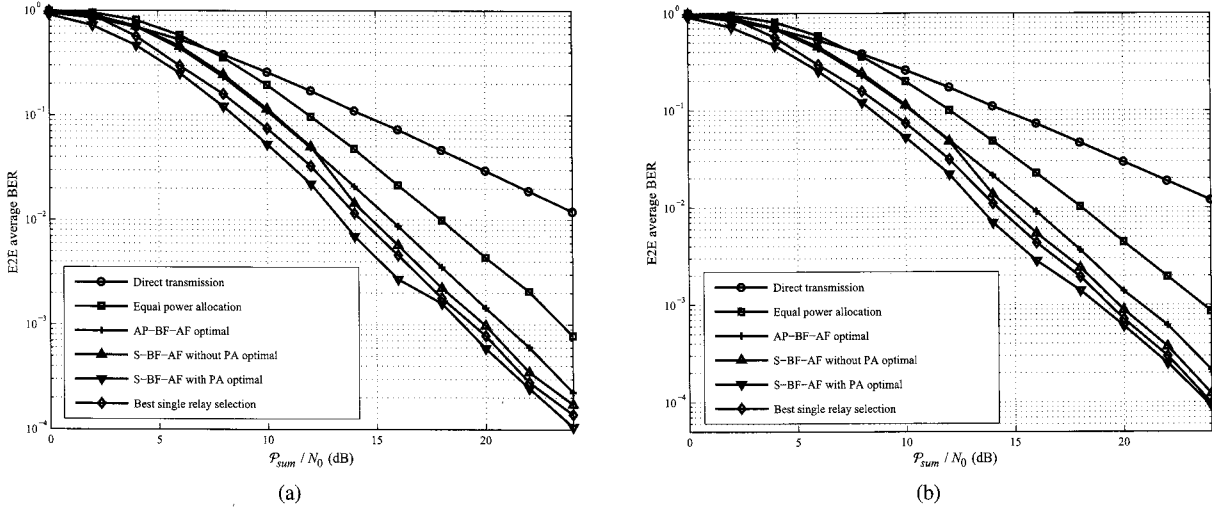 10^0
10^-1
10^-2
10^-3
10^-4
E2E average BER
Direct transmission
Equal power allocation
AP-BF-AF optimal
S-BF-AF without PA optimal
S-BF-AF with PA optimal
Best single relay selection
0 5 10 15 20
P_sum / N_0 (dB)
(a)
10^0
10^-1
10^-2
10^-3
10^-4
E2E average BER
Direct transmission
Equal power allocation
AP-BF-AF optimal
S-BF-AF without PA optimal
S-BF-AF with PA optimal
Best single relay selection
0 5 10 15 20
P_sum / N_0 (dB)
(b)